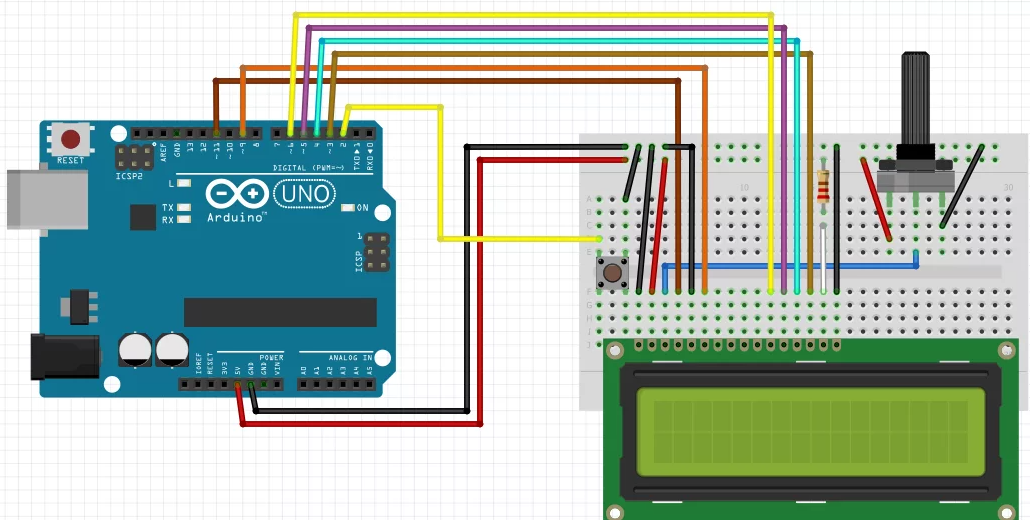 RESET
ICSP2
AREF
GND
13
12
~11
~10
~9
8
7
~6
~5
4
~3
2
TXD▶1
RXD◀0
DIGITAL (PWM=~)
L
TX
RX
UNO
Arduino™
ON
1
ICSP
IOREF
RESET
3V3
5V
GND
GND
VIN
POWER
ANALOG IN
A0
A1
A2
A3
A4
A5
10
30
A
B
C
E
F
G
H
I
J